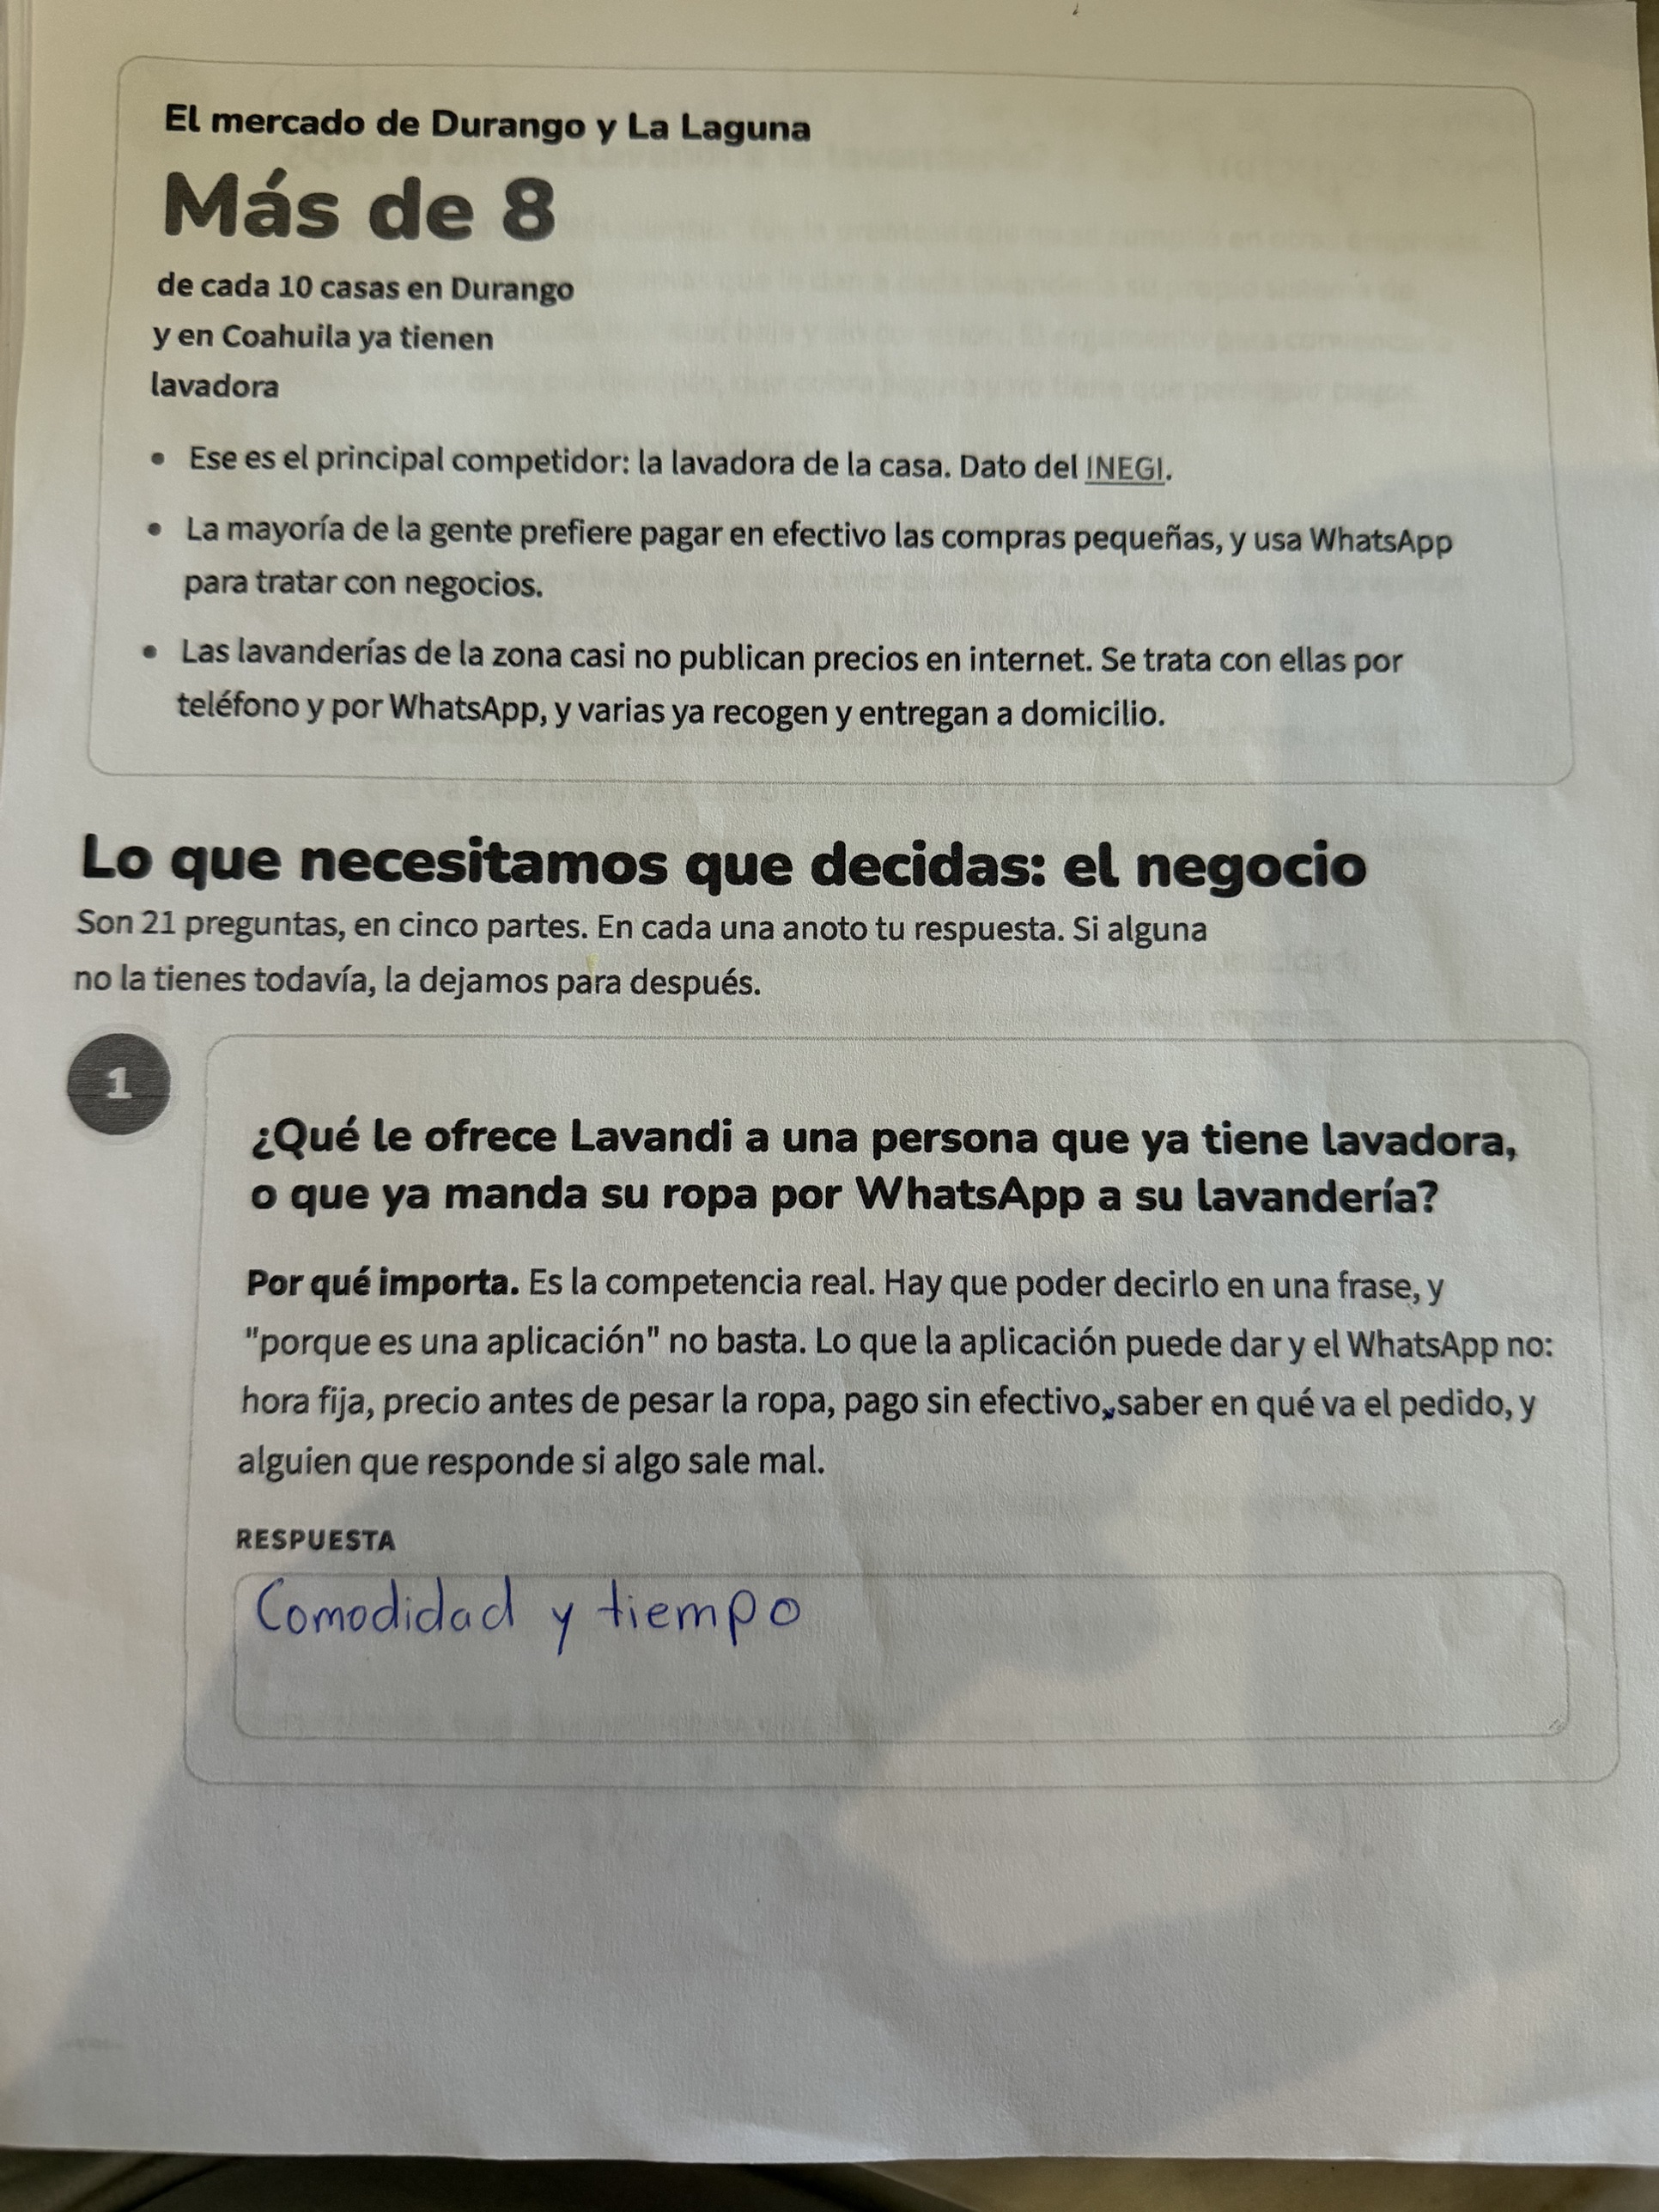 El mercado de Durango y La Laguna
Más de 8
de cada 10 casas en Durango
y en Coahuila ya tienen
lavadora
• Ese es el principal competidor: la lavadora de la casa. Dato del INEGI.
• La mayoría de la gente prefiere pagar en efectivo las compras pequeñas, y usa WhatsApp
para tratar con negocios.
• Las lavanderías de la zona casi no publican precios en internet. Se trata con ellas por
teléfono y por WhatsApp, y varias ya recogen y entregan a domicilio.
Lo que necesitamos que decidas: el negocio
Son 21 preguntas, en cinco partes. En cada una anoto tu respuesta. Si alguna
no la tienes todavía, la dejamos para después.
1
¿Qué le ofrece Lavandi a una persona que ya tiene lavadora,
o que ya manda su ropa por WhatsApp a su lavandería?
Por qué importa. Es la competencia real. Hay que poder decirlo en una frase, y
"porque es una aplicación" no basta. Lo que la aplicación puede dar y el WhatsApp no:
hora fija, precio antes de pesar la ropa, pago sin efectivo, saber en qué va el pedido, y
alguien que responde si algo sale mal.
RESPUESTA
Comodidad y tiempo